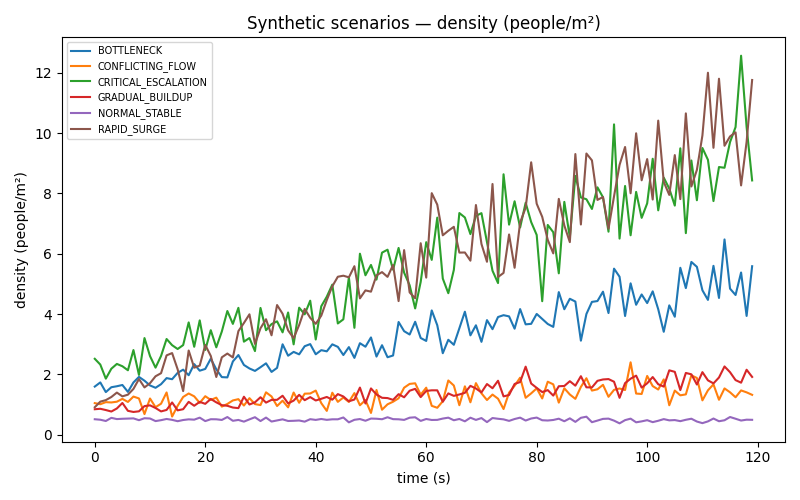 Synthetic scenarios — density (people/m²)
BOTTLENECK
CONFLICTING_FLOW
CRITICAL_ESCALATION
GRADUAL_BUILDUP
NORMAL_STABLE
RAPID_SURGE
density (people/m²)
12
10
8
6
4
2
0
0 20 40 60 80 100 120
time (s)